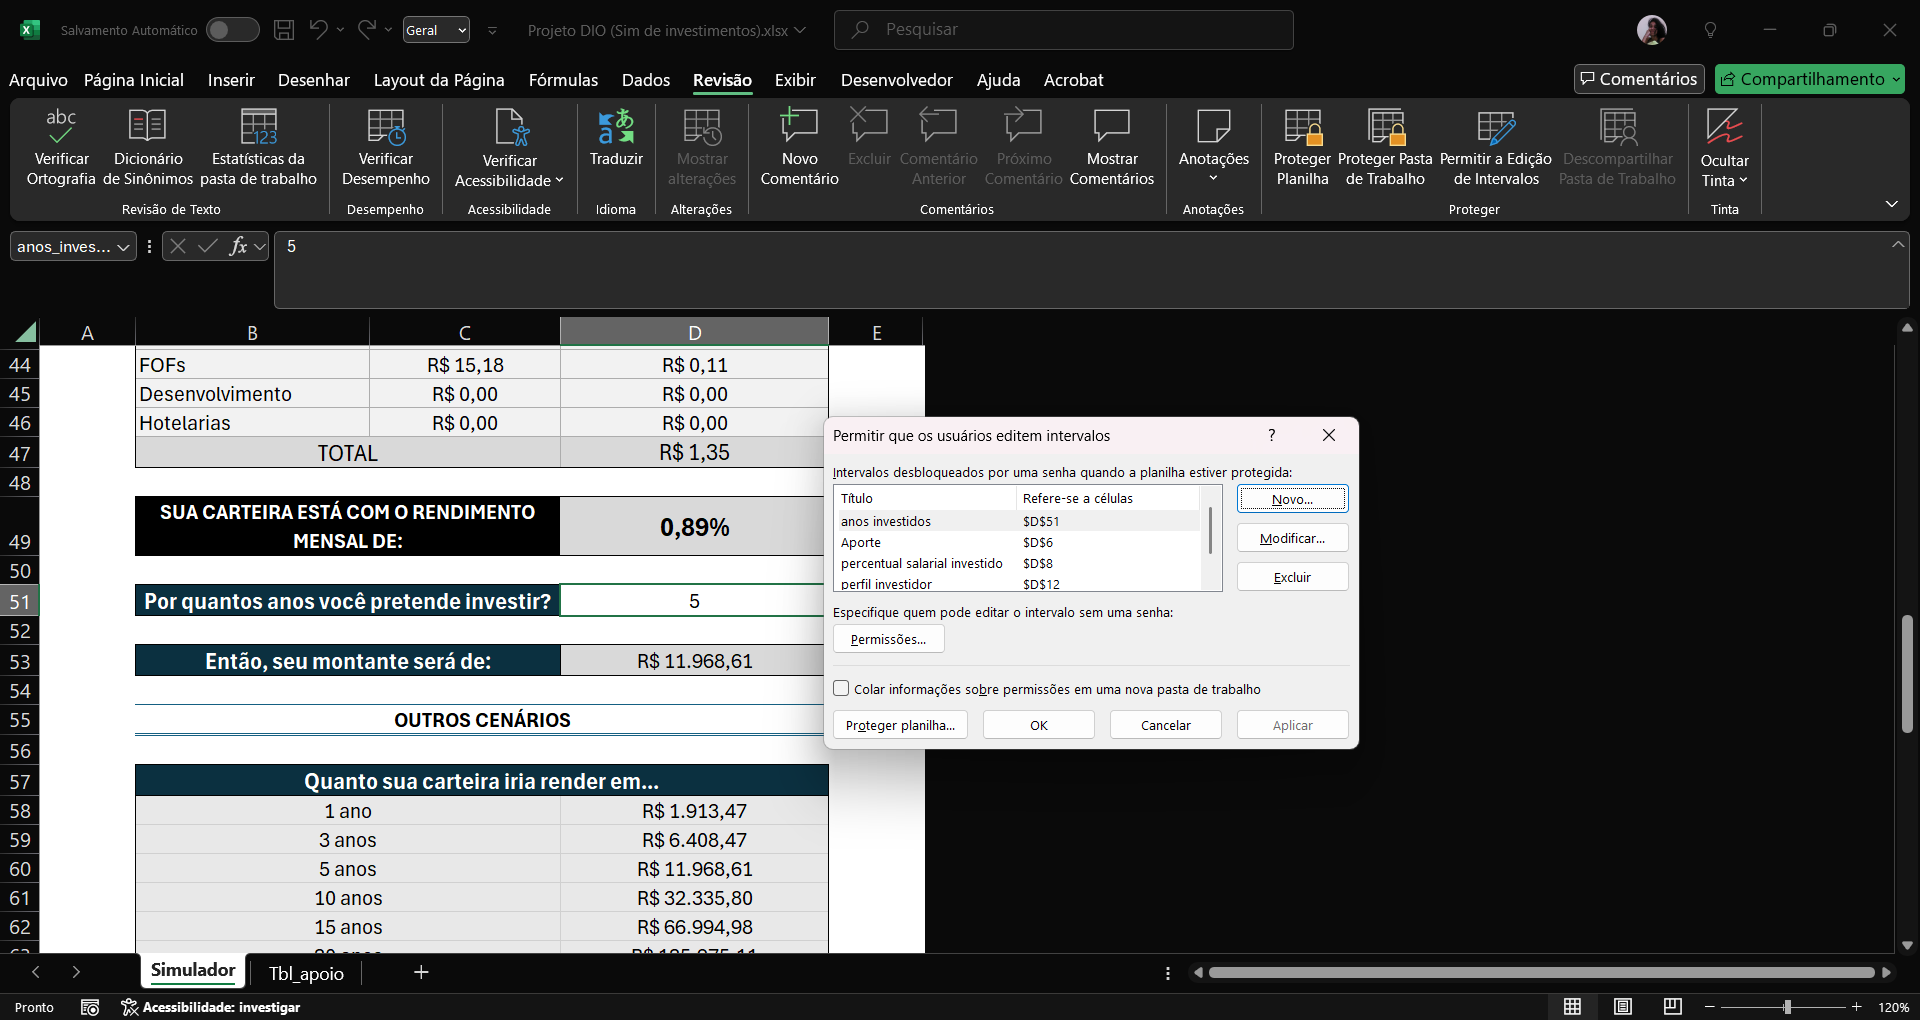 Salvamento Automático
Geral
Projeto DIO (Sim de investimentos).xlsx
Pesquisar
Arquivo Página Inicial Inserir Desenhar Layout da Página Fórmulas Dados Revisão Exibir Desenvolvedor Ajuda Acrobat
Comentários
Compartilhamento
abc
Verificar Ortografia
Dicionário de Sinônimos
123
Estatísticas da pasta de trabalho
Revisão de Texto
Verificar Desempenho
Desempenho
Verificar Acessibilidade
Acessibilidade
Traduzir
Idioma
Mostrar alterações
Alterações
Novo Comentário
Excluir
Comentário Anterior
Próximo Comentário
Mostrar Comentários
Comentários
Anotações
Anotações
Proteger Planilha
Proteger Pasta de Trabalho
Permitir a Edição de Intervalos
Descompartilhar Pasta de Trabalho
Proteger
Ocultar Tinta
Tinta
anos_inves...
fx
5
A B C D E
44 FOFs R$ 15,18 R$ 0,11
45 Desenvolvimento R$ 0,00 R$ 0,00
46 Hotelarias R$ 0,00 R$ 0,00
47 TOTAL R$ 1,35
48
49 SUA CARTEIRA ESTÁ COM O RENDIMENTO
MENSAL DE: 0,89%
50
51 Por quantos anos você pretende investir? 5
52
53 Então, seu montante será de: R$ 11.968,61
54
55 OUTROS CENÁRIOS
56
57 Quanto sua carteira iria render em...
58 1 ano R$ 1.913,47
59 3 anos R$ 6.408,47
60 5 anos R$ 11.968,61
61 10 anos R$ 32.335,80
62 15 anos R$ 66.994,98
Permitir que os usuários editem intervalos
?
Intervalos desbloqueados por uma senha quando a planilha estiver protegida:
Título Refere-se a células
anos investidos $D$51
Aporte $D$6
percentual salarial investido $D$8
perfil investidor $D$12
Novo...
Modificar...
Excluir
Especifique quem pode editar o intervalo sem uma senha:
Permissões...
Colar informações sobre permissões em uma nova pasta de trabalho
Proteger planilha...
OK
Cancelar
Aplicar
Simulador
Tbl_apoio
Pronto
Acessibilidade: investigar
120%